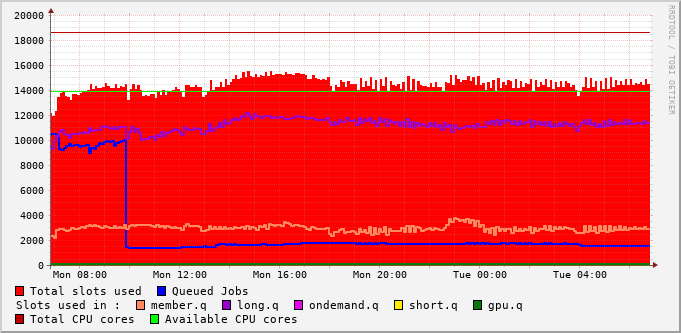 20000
18000
16000
14000
12000
10000
8000
6000
4000
2000
0
Mon 08:00 Mon 12:00 Mon 16:00 Mon 20:00 Tue 00:00 Tue 04:00
RRDTOOL / TOBI OETIKER
Total slots used Queued Jobs
Slots used in : member.q long.q ondemand.q short.q gpu.q
Total CPU cores Available CPU cores